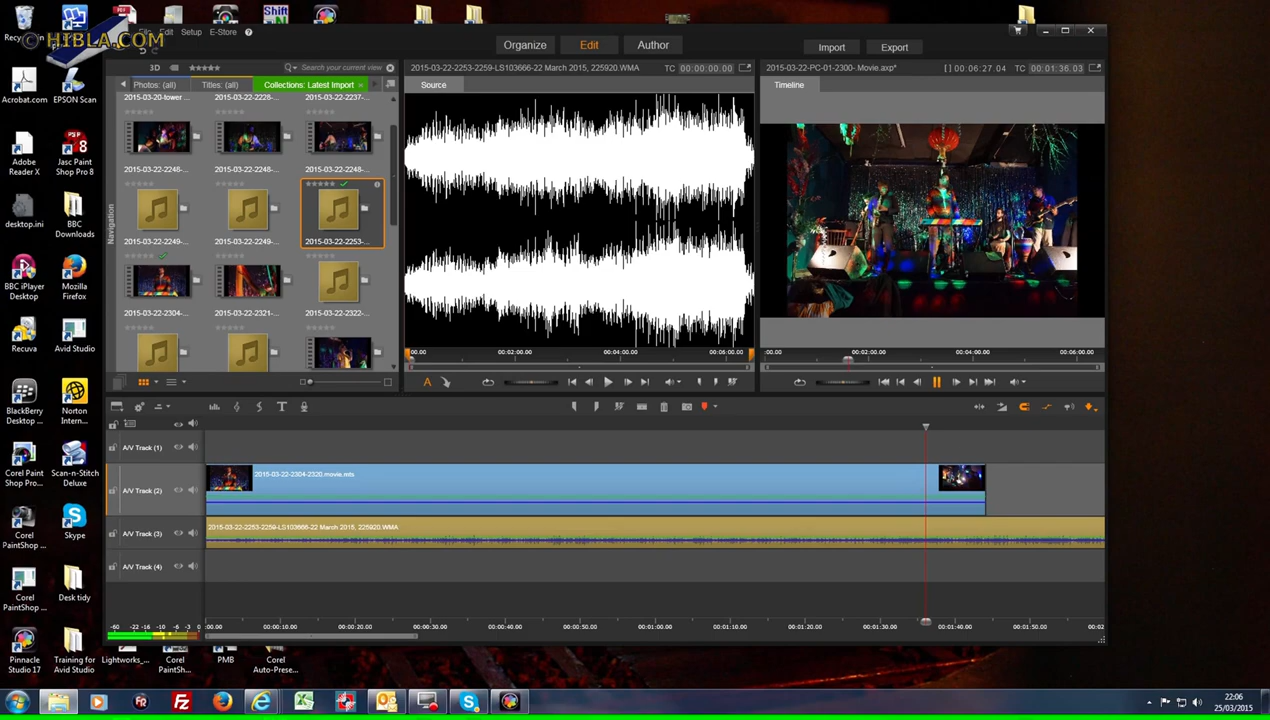 © HIBLA.COM
Edit Setup E-Store
Organize Edit Author Import Export
3D Search your current view
Photos: (all) Titles: (all) Collections: Latest Import
2015-03-20-tower ... 2015-03-22-2228-... 2015-03-22-2237-...
2015-03-22-2248-... 2015-03-22-2248-... 2015-03-22-2248-...
2015-03-22-2249-... 2015-03-22-2249-... 2015-03-22-2253-...
2015-03-22-2304-... 2015-03-22-2321-... 2015-03-22-2322-...
Navigation
2015-03-22-2253-2259-LS103666-22 March 2015, 225920.WMA TC 00:00:00.00
Source
.00 00:02:00.00 00:04:00.00 00:06:00.00
2015-03-22-PC-01-2300- Movie.axp* [ ] 00:06:27.04 TC 00:01:36.03
Timeline
:00.00 00:02:00.00 00:04:00.00 00:06:00.00
A/V Track (1)
A/V Track (2)
2015-03-22-2304-2320.movie.mts
A/V Track (3)
2015-03-22-2253-2259-LS103666-22 March 2015, 225920.WMA
A/V Track (4)
-60 -22 -16 -10 -6 -3 0
:00.00 00:00:10.00 00:00:20.00 00:00:30.00 00:00:40.00 00:00:50.00 00:01:00.00 00:01:10.00 00:01:20.00 00:01:30.00 00:01:40.00 00:01:50.00 00:02
Shift
Acrobat.com
EPSON Scan
Adobe Reader X
Jasc Paint Shop Pro 8
desktop.ini
BBC Downloads
BBC iPlayer Desktop
Mozilla Firefox
Recuva
Avid Studio
BlackBerry Desktop ...
Norton Intern...
Corel Paint Shop Pro...
Scan-n-Stitch Deluxe
Corel PaintShop ...
Skype
Corel PaintShop ...
Desk tidy
Pinnacle Studio 17
Training for Avid Studio
Lightworks_...
Corel PaintSh...
PMB
Corel Auto-Prese...
22:06
25/03/2015